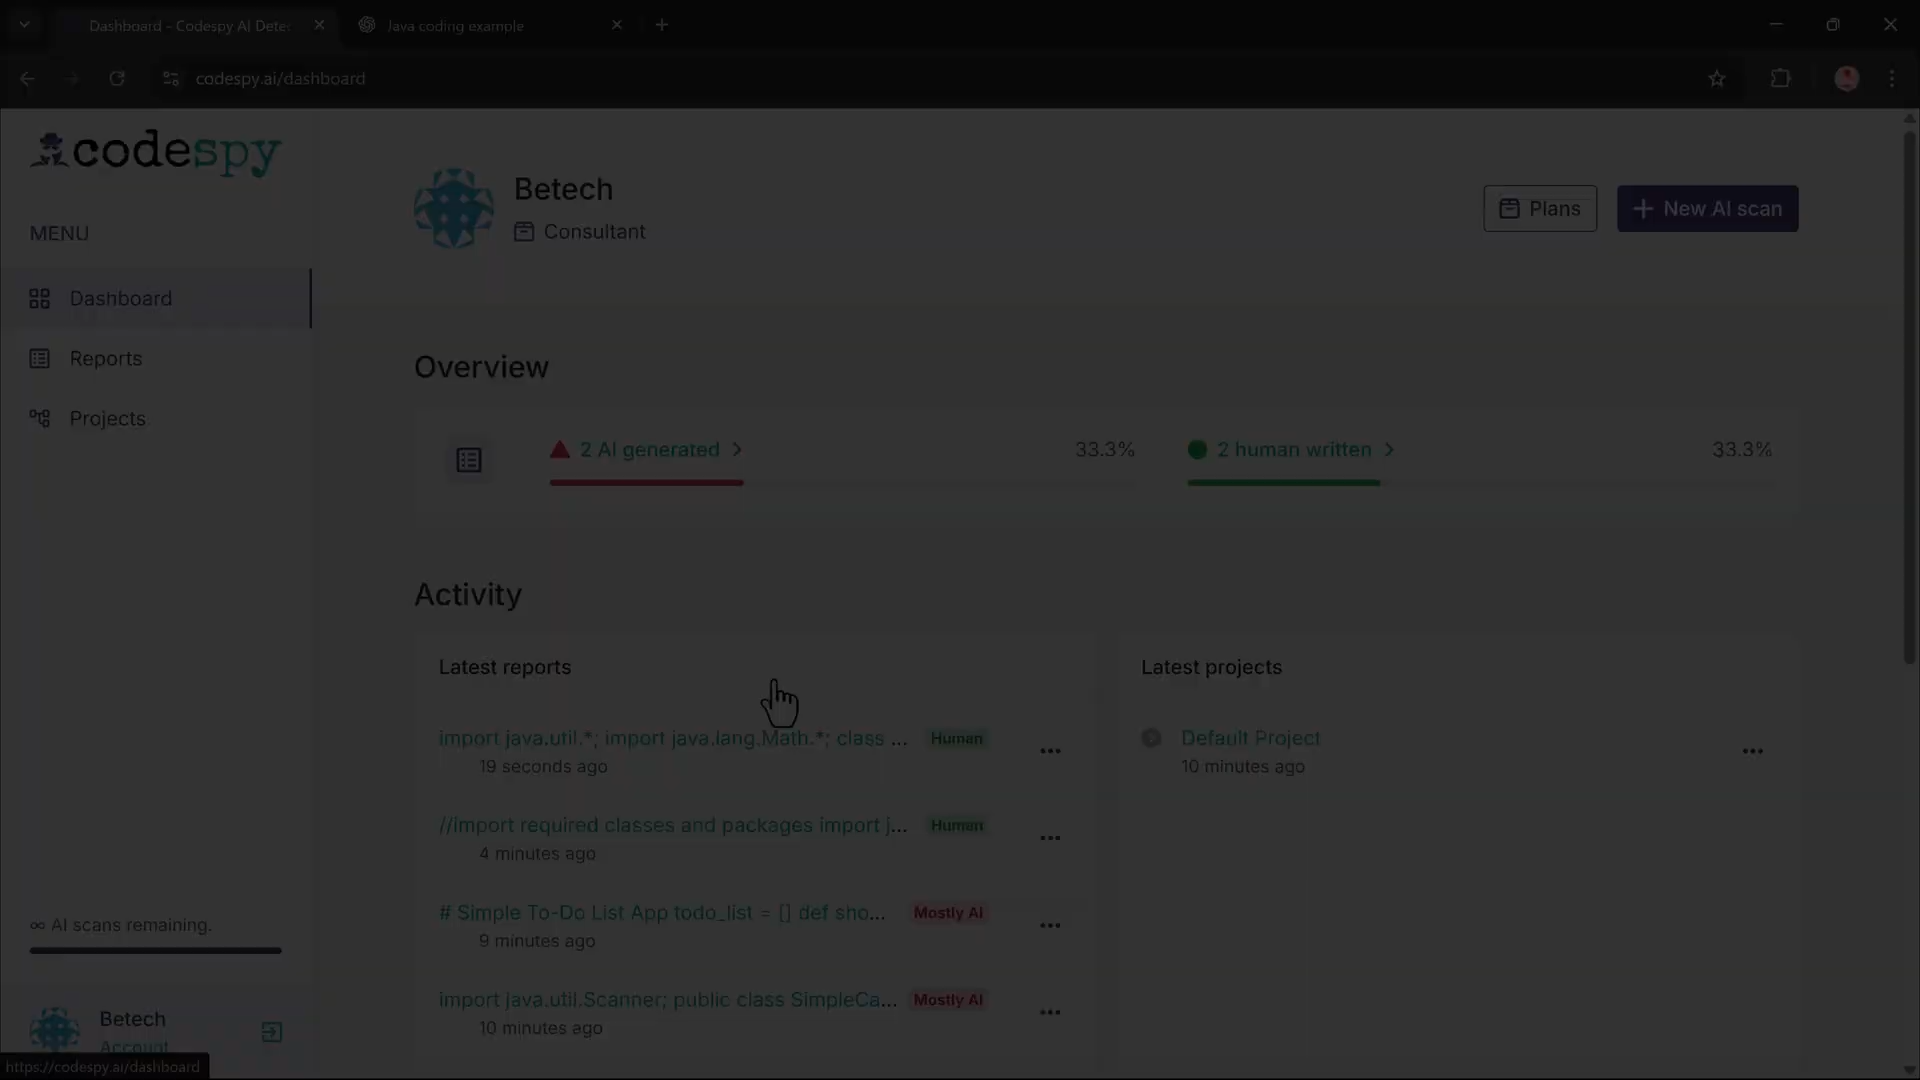 Dashboard - Codespy AI Dete
Java coding example
codespy.ai/dashboard
codespy
MENU
Dashboard
Reports
Projects
∞ AI scans remaining.
Betech
Account
https://codespy.ai/dashboard
Betech
Consultant
Plans
New AI scan
Overview
2 AI generated
33.3%
2 human written
33.3%
Activity
Latest reports
import java.util.*; import java.lang.Math.*; class ...
Human
19 seconds ago
//import required classes and packages import j...
Human
4 minutes ago
# Simple To-Do List App todo_list = [] def sho...
Mostly AI
9 minutes ago
import java.util.Scanner; public class SimpleCa...
Mostly AI
10 minutes ago
Latest projects
Default Project
10 minutes ago